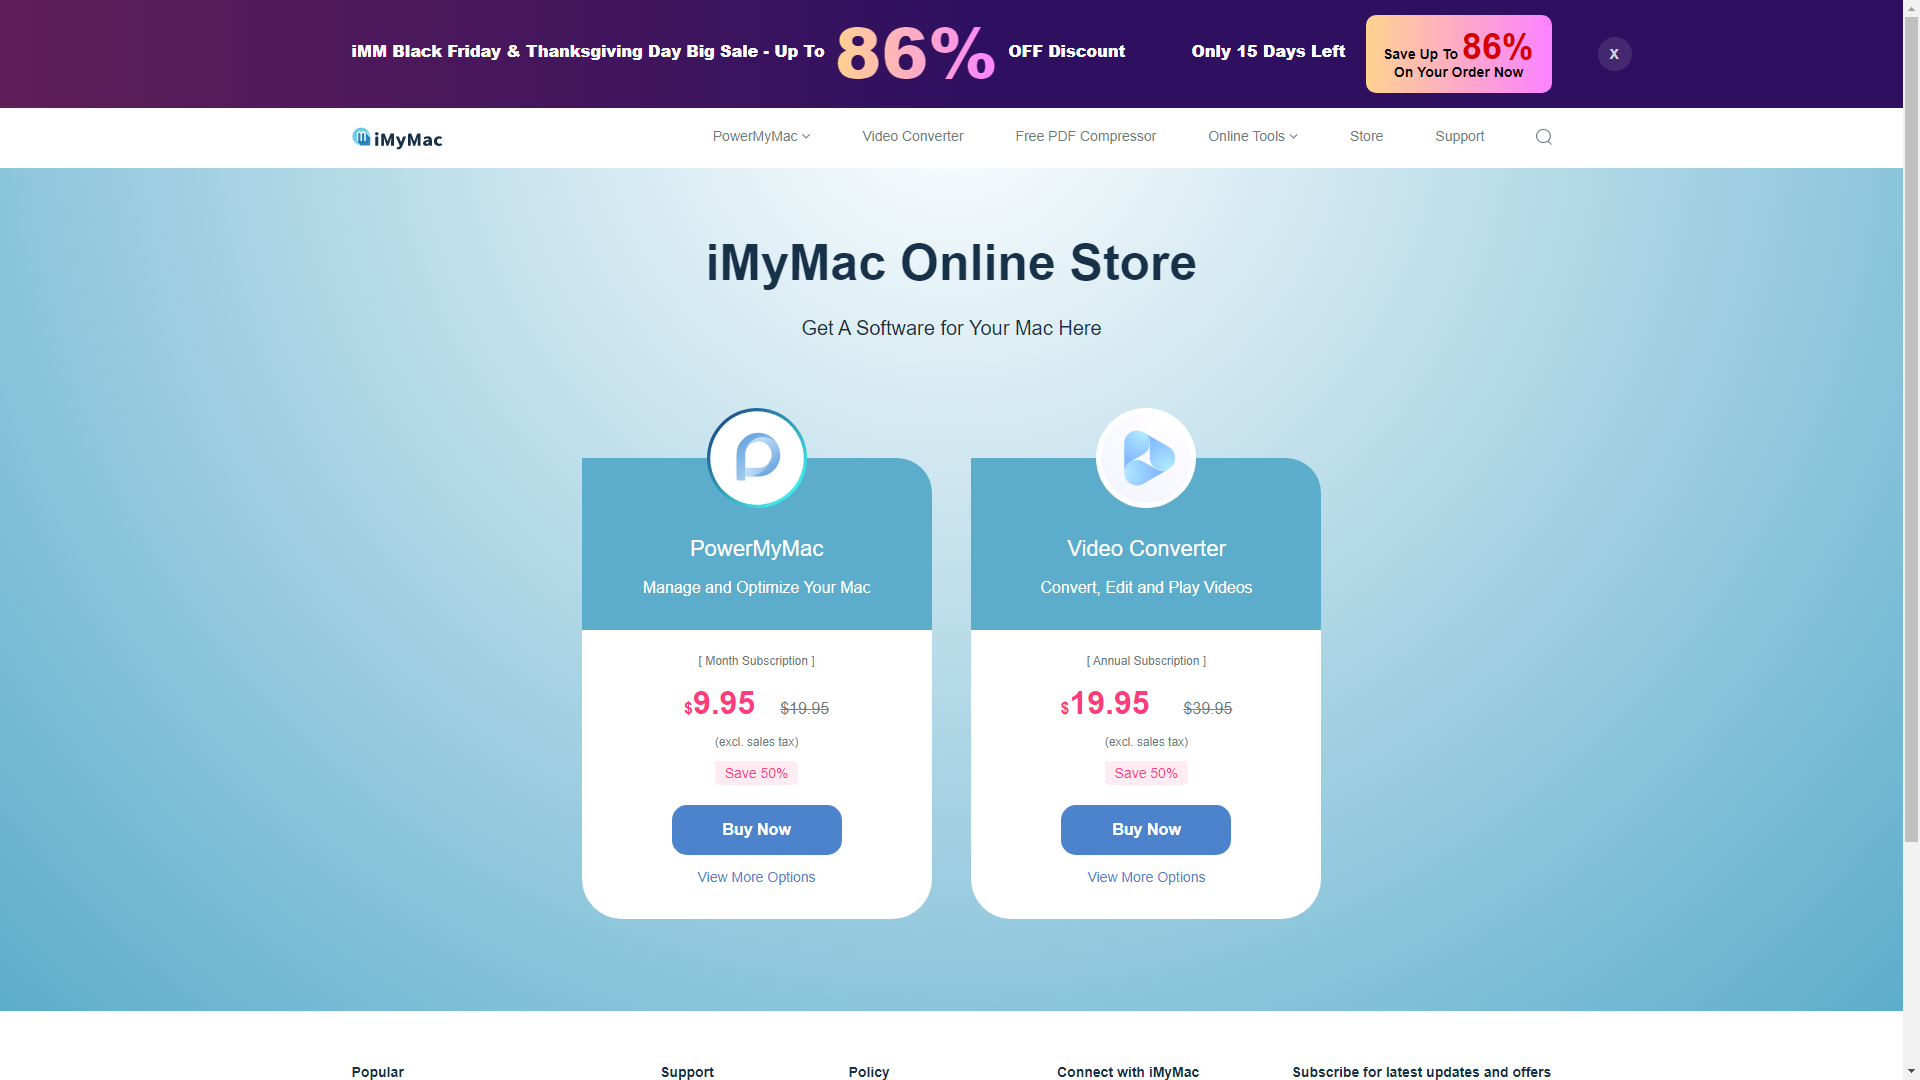 iMM Black Friday & Thanksgiving Day Big Sale - Up To 86% OFF Discount
Only 15 Days Left
Save Up To 86%
On Your Order Now
X
iMyMac
PowerMyMac
Video Converter
Free PDF Compressor
Online Tools
Store
Support
iMyMac Online Store
Get A Software for Your Mac Here
PowerMyMac
Manage and Optimize Your Mac
[ Month Subscription ]
$9.95 $19.95
(excl. sales tax)
Save 50%
Buy Now
View More Options
Video Converter
Convert, Edit and Play Videos
[ Annual Subscription ]
$19.95 $39.95
(excl. sales tax)
Save 50%
Buy Now
View More Options
Popular
Support
Policy
Connect with iMyMac
Subscribe for latest updates and offers